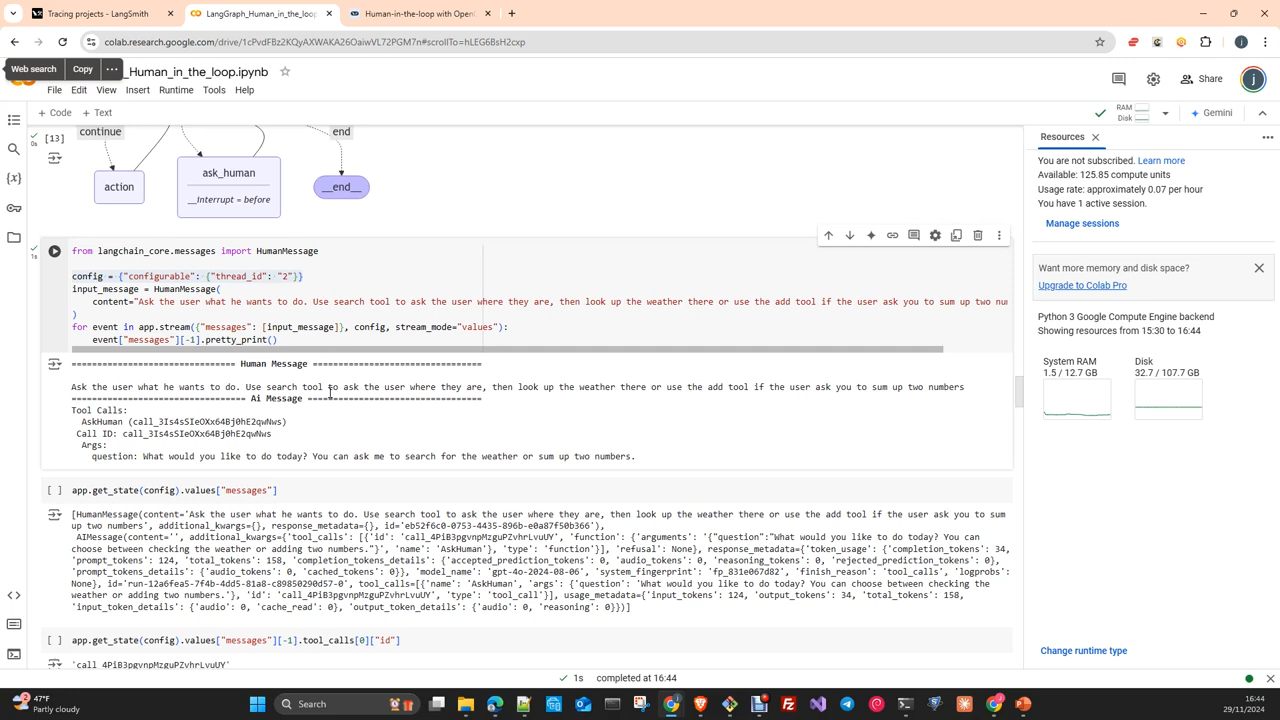 Tracing projects - LangSmith
LangGraph_Human_in_the_loop
Human-in-the-loop with Open
colab.research.google.com/drive/1cPvdFBz2KQyAXWAKA26OaiwVL72PGM7n#scrollTo=hLEG6BsH2cxp
Web search
Copy
_Human_in_the_loop.ipynb
Share
File Edit View Insert Runtime Tools Help
+ Code + Text
RAM
Disk
Gemini
Resources
continue
end
[13]
0s
action
ask_human
__Interrupt = before
__end__
You are not subscribed. Learn more
Available: 125.85 compute units
Usage rate: approximately 0.07 per hour
You have 1 active session.
Manage sessions
Want more memory and disk space?
Upgrade to Colab Pro
Python 3 Google Compute Engine backend
Showing resources from 15:30 to 16:44
System RAM
1.5 / 12.7 GB
Disk
32.7 / 107.7 GB
Change runtime type
1s
from langchain_core.messages import HumanMessage
config = {"configurable": {"thread_id": "2"}}
input_message = HumanMessage(
content="Ask the user what he wants to do. Use search tool to ask the user where they are, then look up the weather there or use the add tool if the user ask you to sum up two num
)
for event in app.stream({"messages": [input_message]}, config, stream_mode="values"):
event["messages"][-1].pretty_print()
================================ Human Message =================================
Ask the user what he wants to do. Use search tool to ask the user where they are, then look up the weather there or use the add tool if the user ask you to sum up two numbers
================================== Ai Message ==================================
Tool Calls:
AskHuman (call_3Is4sSIeOXx64Bj0hE2qwNws)
Call ID: call_3Is4sSIeOXx64Bj0hE2qwNws
Args:
question: What would you like to do today? You can ask me to search for the weather or sum up two numbers.
[ ] app.get_state(config).values["messages"]
[HumanMessage(content='Ask the user what he wants to do. Use search tool to ask the user where they are, then look up the weather there or use the add tool if the user ask you to sum
up two numbers', additional_kwargs={}, response_metadata={}, id='eb52f6c0-0753-4435-896b-e0a87f50b366'),
AIMessage(content='', additional_kwargs={'tool_calls': [{'id': 'call_4PiB3pgvnpMzguPZvhrLvuUY', 'function': {'arguments': '{"question":"What would you like to do today? You can
choose between checking the weather or adding two numbers."}', 'name': 'AskHuman'}, 'type': 'function'}], 'refusal': None}, response_metadata={'token_usage': {'completion_tokens': 34,
'prompt_tokens': 124, 'total_tokens': 158, 'completion_tokens_details': {'accepted_prediction_tokens': 0, 'audio_tokens': 0, 'reasoning_tokens': 0, 'rejected_prediction_tokens': 0},
'prompt_tokens_details': {'audio_tokens': 0, 'cached_tokens': 0}}, 'model_name': 'gpt-4o-2024-08-06', 'system_fingerprint': 'fp_831e067d82', 'finish_reason': 'tool_calls', 'logprobs':
None}, id='run-12a6fea5-7f4b-4dd5-81a8-c89850290d57-0', tool_calls=[{'name': 'AskHuman', 'args': {'question': 'What would you like to do today? You can choose between checking the
weather or adding two numbers.'}, 'id': 'call_4PiB3pgvnpMzguPZvhrLvuUY', 'type': 'tool_call'}], usage_metadata={'input_tokens': 124, 'output_tokens': 34, 'total_tokens': 158,
'input_token_details': {'audio': 0, 'cache_read': 0}, 'output_token_details': {'audio': 0, 'reasoning': 0}})]
[ ] app.get_state(config).values["messages"][-1].tool_calls[0]["id"]
'call_4PiB3pgvnpMzguPZvhrLvuUY'
1s completed at 16:44
47°F
Partly cloudy
Search
16:44
29/11/2024